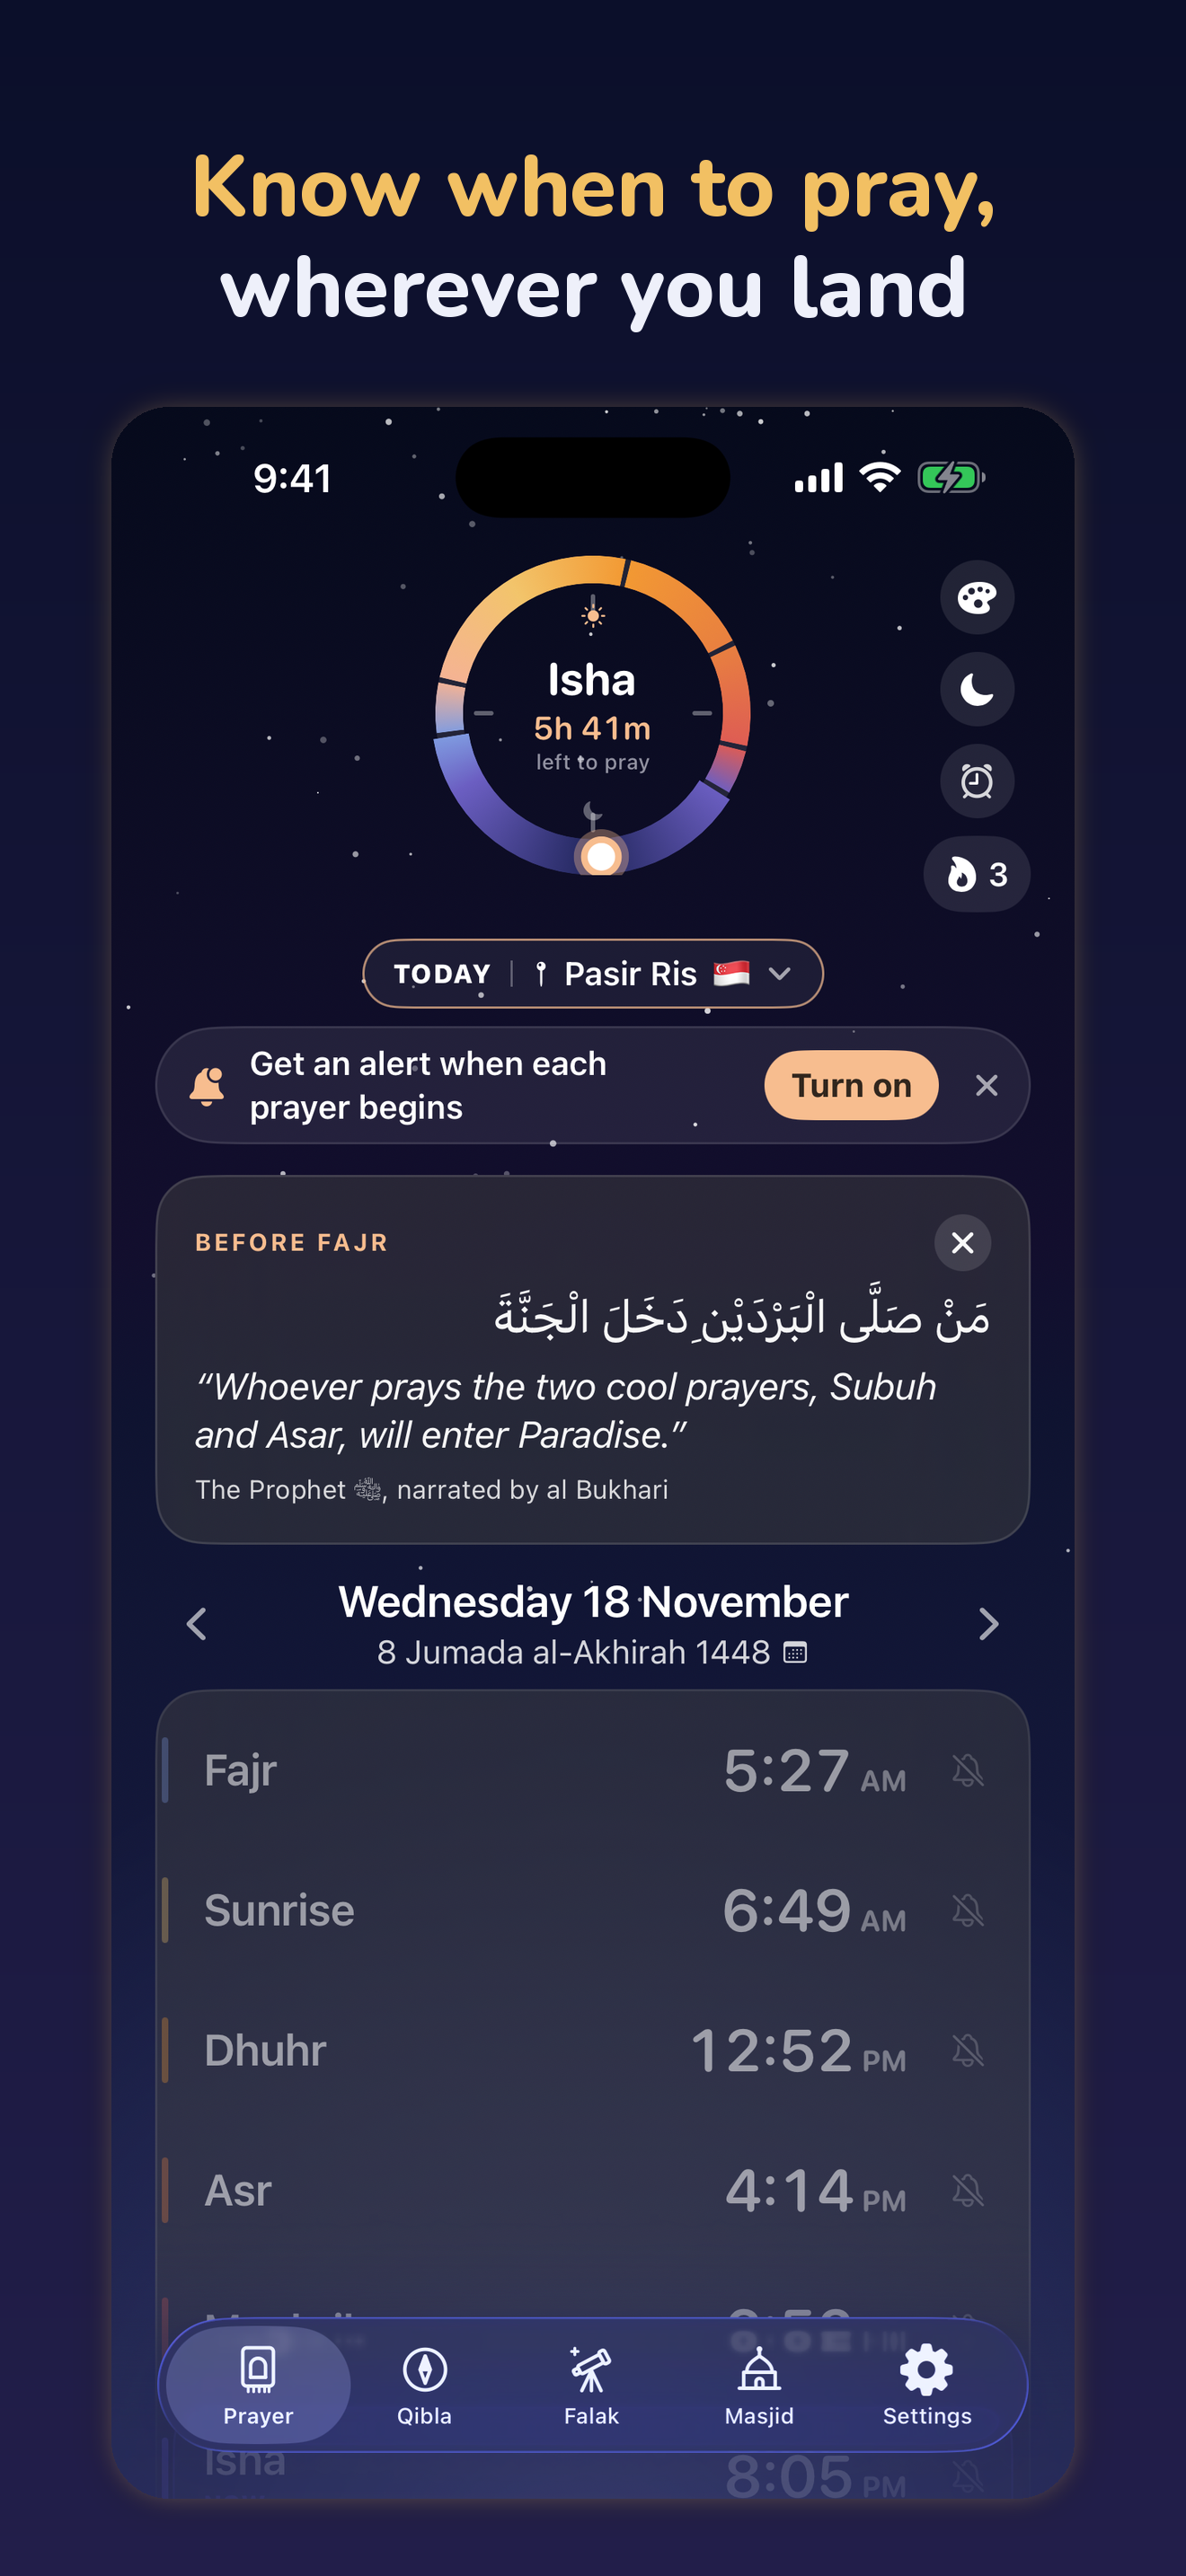 Know when to pray,
wherever you land
9:41
Isha
5h 41m
left to pray
3
TODAY | Pasir Ris 🇸🇬
Get an alert when each
prayer begins
Turn on
BEFORE FAJR
مَنْ صَلَّى الْبَرْدَيْنِ دَخَلَ الْجَنَّةَ
“Whoever prays the two cool prayers, Subuh
and Asar, will enter Paradise.”
The Prophet ﷺ, narrated by al Bukhari
Wednesday 18 November
8 Jumada al-Akhirah 1448
Fajr 5:27 AM
Sunrise 6:49 AM
Dhuhr 12:52 PM
Asr 4:14 PM
Prayer Qibla Falak Masjid Settings
Isha 8:05 PM